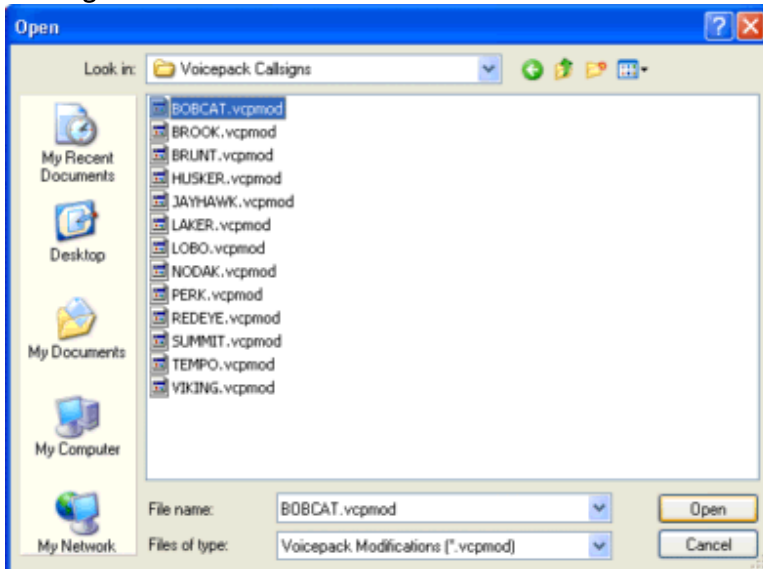 Open
Look in:
Voicepack Callsigns
My Recent
Documents
Desktop
My Documents
My Computer
My Network
BOBCAT.vcpmod
BROOK.vcpmod
BRUNT.vcpmod
HUSKER.vcpmod
JAYHAWK.vcpmod
LAKER.vcpmod
LOBO.vcpmod
NODAK.vcpmod
PERK.vcpmod
REDEYE.vcpmod
SUMMIT.vcpmod
TEMPO.vcpmod
VIKING.vcpmod
File name:
BOBCAT.vcpmod
Open
Files of type:
Voicepack Modifications (*.vcpmod)
Cancel